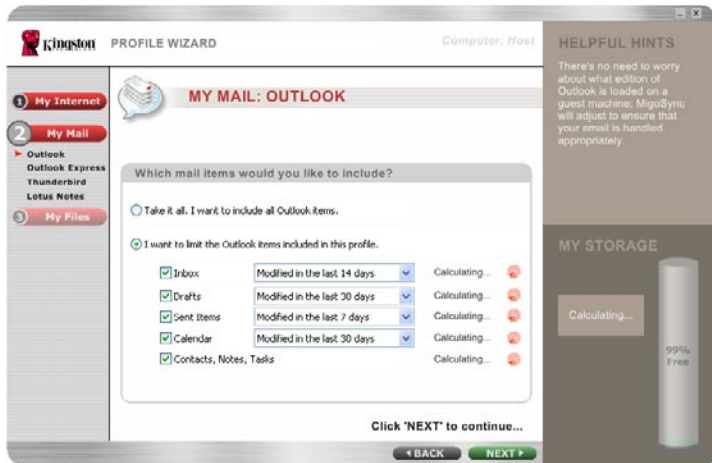 Kingston
PROFILE WIZARD
Computer: Host
1 My Internet
2 My Mail
Outlook
Outlook Express
Thunderbird
Lotus Notes
3 My Files
MY MAIL: OUTLOOK
Which mail items would you like to include?
Take it all. I want to include all Outlook items.
I want to limit the Outlook items included in this profile.
Inbox Modified in the last 14 days Calculating...
Drafts Modified in the last 30 days Calculating...
Sent Items Modified in the last 7 days Calculating...
Calendar Modified in the last 30 days Calculating...
Contacts, Notes, Tasks Calculating...
Click 'NEXT' to continue...
BACK NEXT
HELPFUL HINTS
There's no need to worry
about what edition of
Outlook is loaded on a
guest machine; MigoSync
will adjust to ensure that
your email is handled
appropriately.
MY STORAGE
Calculating...
99%
Free